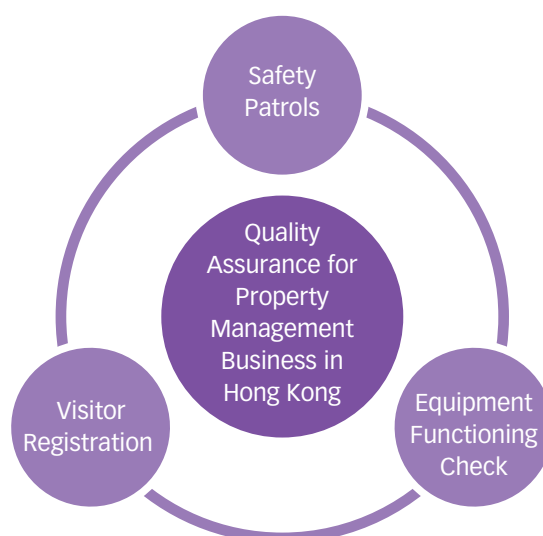 Safety
Patrols
Quality
Assurance for
Property
Management
Business in
Hong Kong
Visitor
Registration
Equipment
Functioning
Check